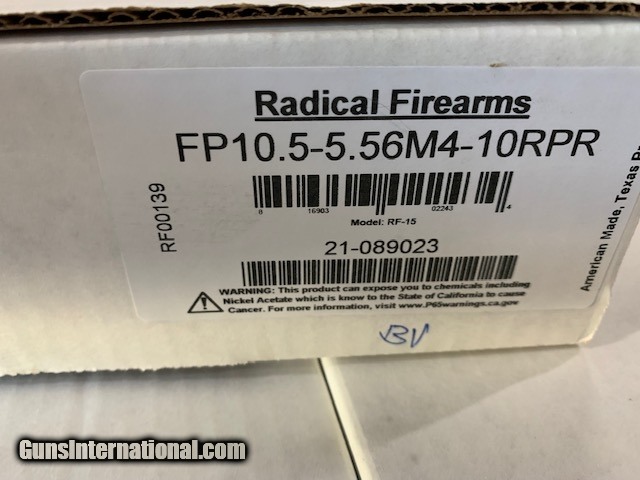 Radical Firearms
FP10.5-5.56M4-10RPR
0 16903 02243 4
Model: RF-15
21-089023
WARNING: This product can expose you to chemicals including
Nickel Acetate which is know to the State of California to cause
Cancer. For more information, visit www.P65warnings.ca.gov
RF00139
American Made, Texas
BV
GunsInternational.com